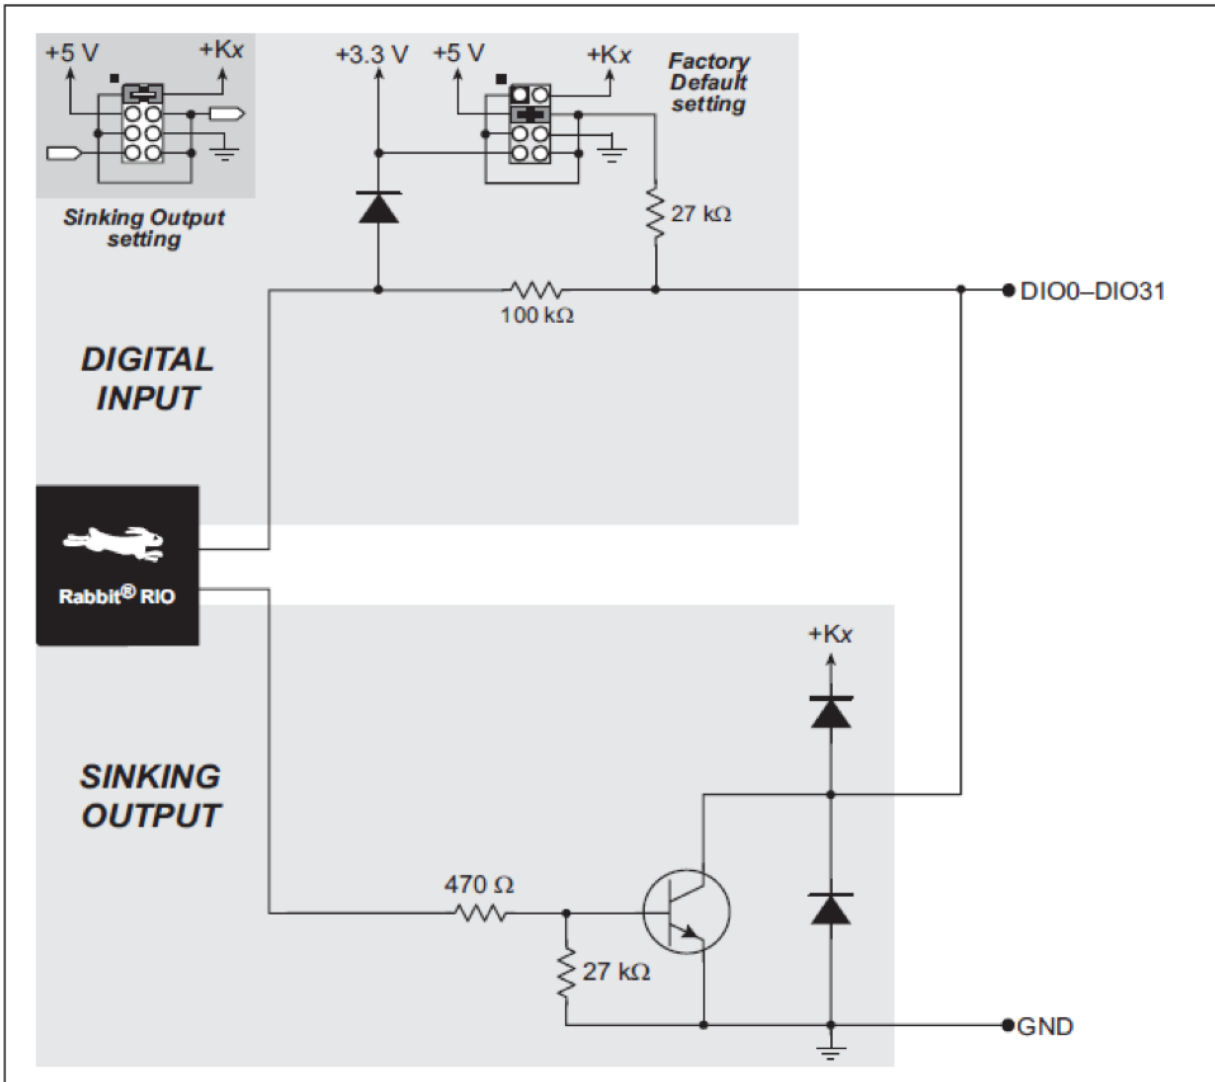 +5 V
+Kx
+3.3 V
+5 V
+Kx
Factory
Default
setting
Sinking Output
setting
27 kΩ
100 kΩ
DIO0–DIO31
DIGITAL
INPUT
Rabbit® RIO
+Kx
SINKING
OUTPUT
470 Ω
27 kΩ
GND